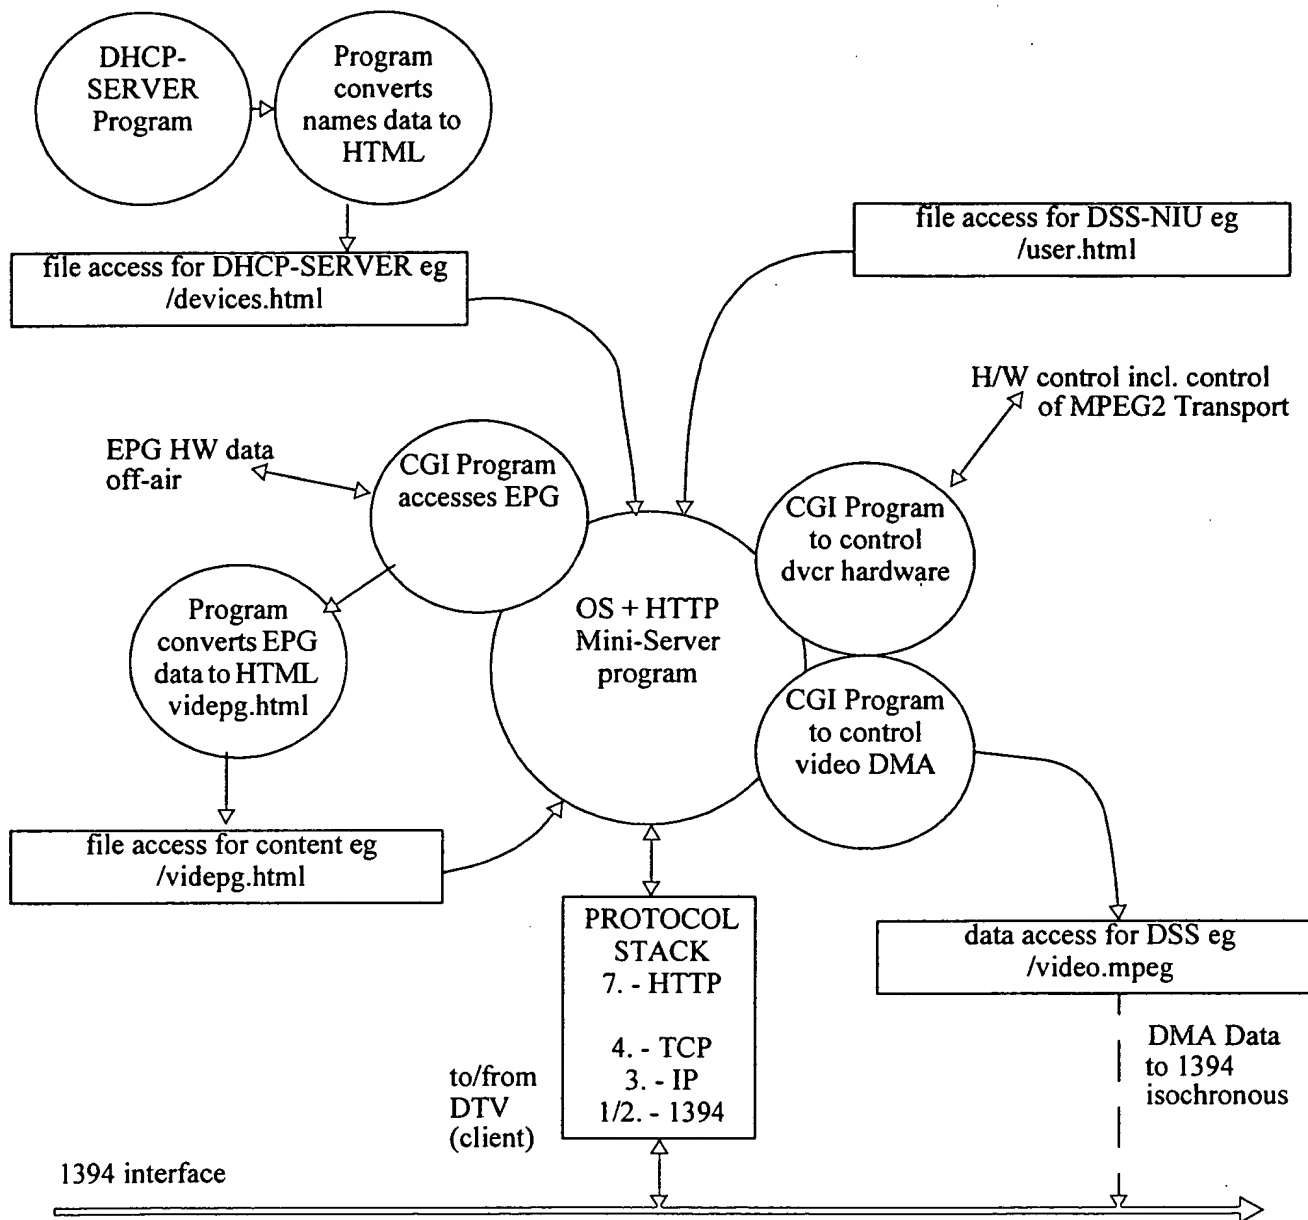 DHCP-
SERVER
Program
Program
converts
names data to
HTML
file access for DHCP-SERVER eg
/devices.html
file access for DSS-NIU eg
/user.html
H/W control incl. control
of MPEG2 Transport
EPG HW data
off-air
CGI Program
accesses EPG
CGI Program
to control
dvcr hardware
Program
converts EPG
data to HTML
videpg.html
OS + HTTP
Mini-Server
program
CGI Program
to control
video DMA
file access for content eg
/videpg.html
PROTOCOL
STACK
7. - HTTP
4. - TCP
3. - IP
1/2. - 1394
data access for DSS eg
/video.mpeg
to/from
DTV
(client)
DMA Data
to 1394
isochronous
1394 interface